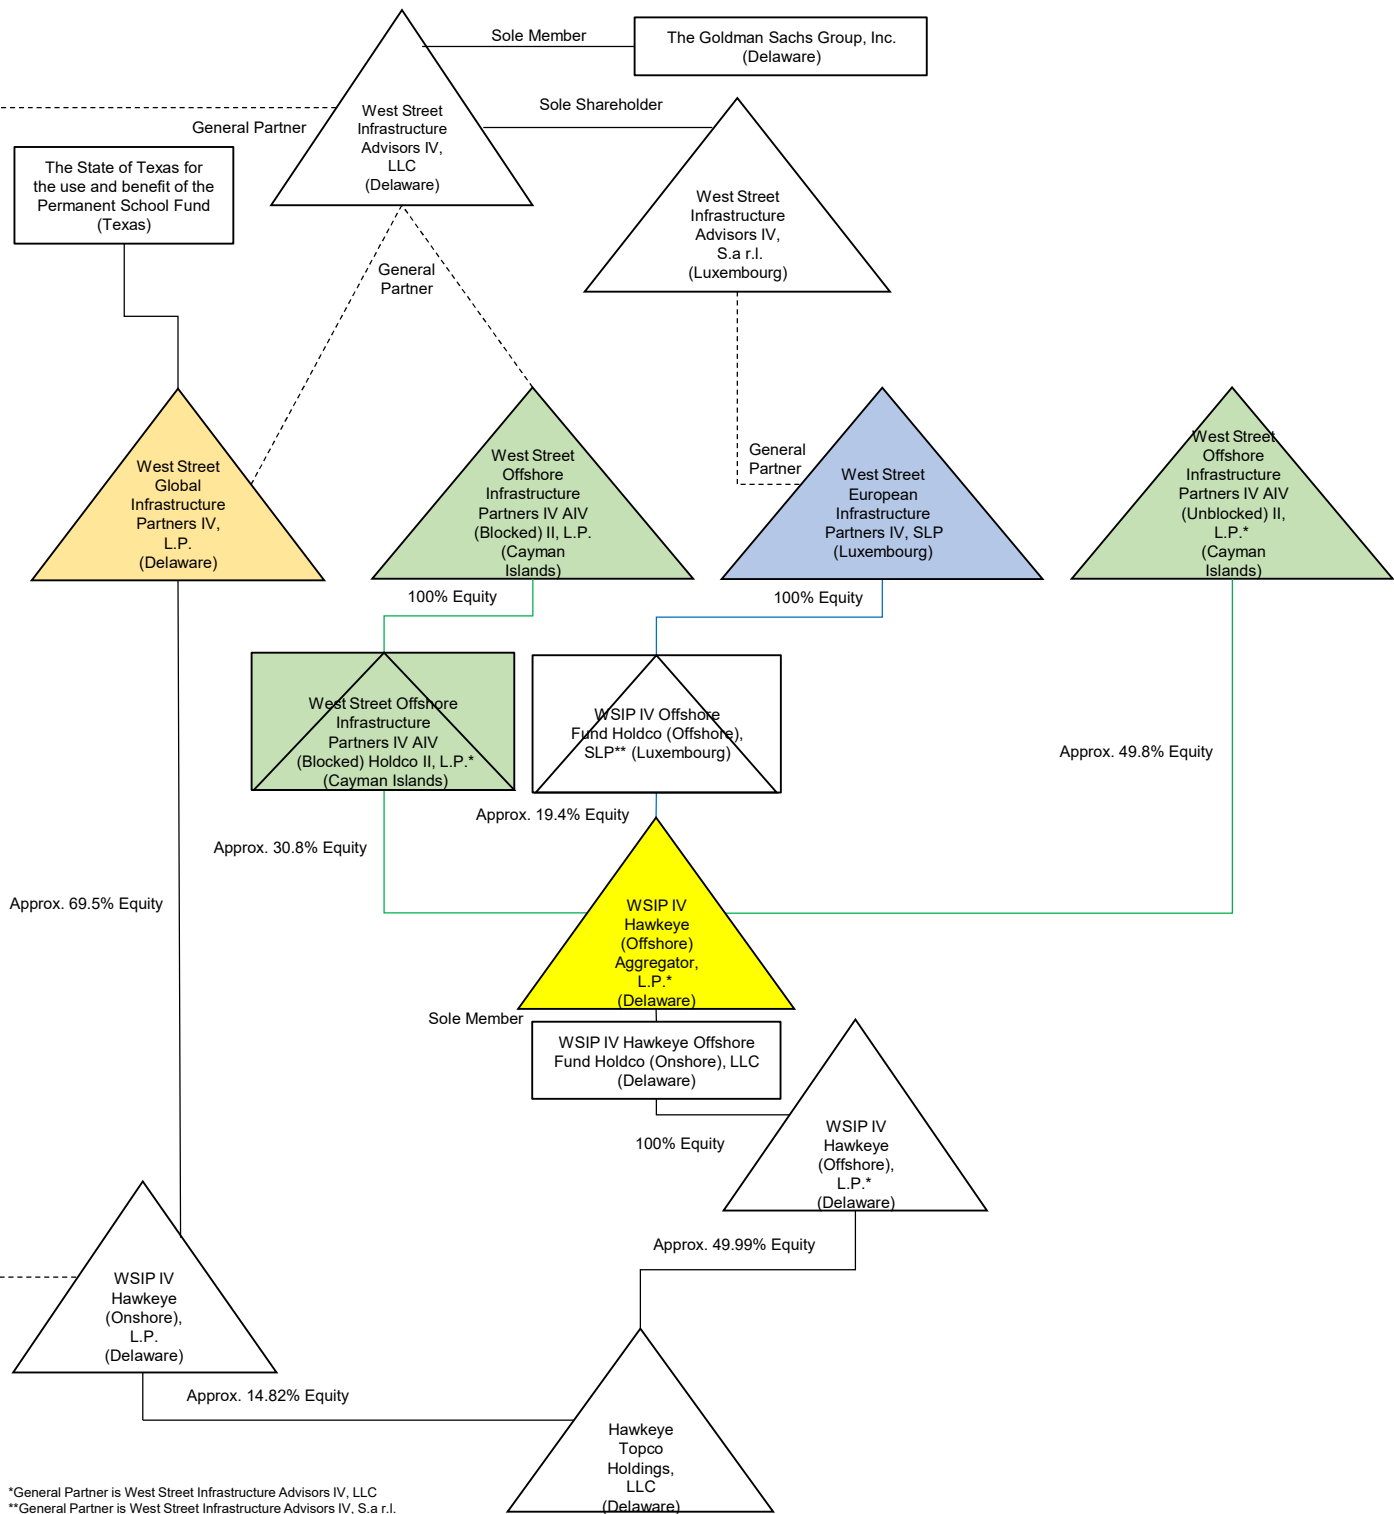 Sole Member
The Goldman Sachs Group, Inc.
(Delaware)
West Street
Infrastructure
Advisors IV,
LLC
(Delaware)
Sole Shareholder
General Partner
The State of Texas for
the use and benefit of the
Permanent School Fund
(Texas)
West Street
Infrastructure
Advisors IV,
S.a r.l.
(Luxembourg)
General
Partner
West Street
Global
Infrastructure
Partners IV,
L.P.
(Delaware)
West Street
Offshore
Infrastructure
Partners IV AIV
(Blocked) II, L.P.
(Cayman
Islands)
General
Partner
West Street
European
Infrastructure
Partners IV, SLP
(Luxembourg)
West Street
Offshore
Infrastructure
Partners IV AIV
(Unblocked) II,
L.P.*
(Cayman
Islands)
100% Equity
100% Equity
West Street Offshore
Infrastructure
Partners IV AIV
(Blocked) Holdco II, L.P.*
(Cayman Islands)
WSIP IV Offshore
Fund Holdco (Offshore),
SLP** (Luxembourg)
Approx. 49.8% Equity
Approx. 19.4% Equity
Approx. 30.8% Equity
Approx. 69.5% Equity
WSIP IV
Hawkeye
(Offshore)
Aggregator,
L.P.*
(Delaware)
Sole Member
WSIP IV Hawkeye Offshore
Fund Holdco (Onshore), LLC
(Delaware)
100% Equity
WSIP IV
Hawkeye
(Offshore),
L.P.*
(Delaware)
Approx. 49.99% Equity
WSIP IV
Hawkeye
(Onshore),
L.P.
(Delaware)
Approx. 14.82% Equity
Hawkeye
Topco
Holdings,
LLC
(Delaware)
*General Partner is West Street Infrastructure Advisors IV, LLC
**General Partner is West Street Infrastructure Advisors IV, S.a r.l.